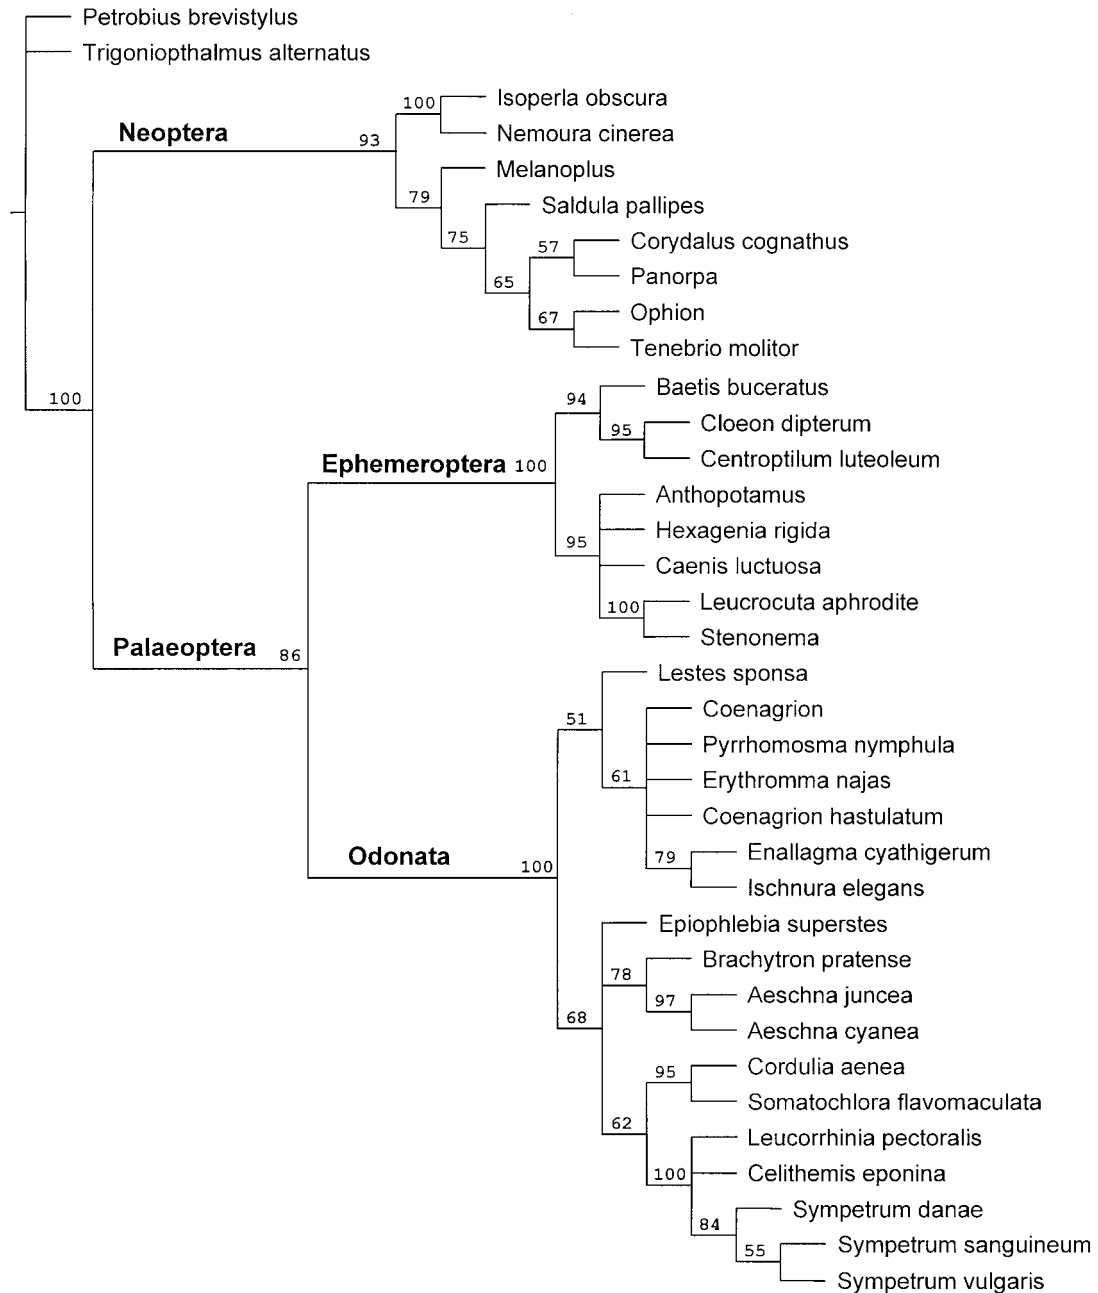 Petrobius brevistylus
Trigoniopthalmus alternatus
Isoperla obscura
100
Nemoura cinerea
Neoptera
93
Melanoplus
79
Saldula pallipes
75
Corydalus cognathus
57
Panorpa
65
Ophion
67
Tenebrio molitor
Baetis buceratus
94
100
Cloeon dipterum
95
Centroptilum luteoleum
Ephemeroptera 100
Anthopotamus
Hexagenia rigida
95
Caenis luctuosa
Leucrocuta aphrodite
100
Stenonema
Palaeoptera
86
Lestes sponsa
Coenagrion
51
Pyrrhomosma nymphula
Erythromma najas
61
Coenagrion hastulatum
Enallagma cyathigerum
79
Odonata
100
Ischnura elegans
Epiophlebia superstes
Brachytron pratense
78
Aeschna juncea
97
68
Aeschna cyanea
Cordulia aenea
95
Somatochlora flavomaculata
62
Leucorrhinia pectoralis
Celithemis eponina
100
Sympetrum danae
84
Sympetrum sanguineum
55
Sympetrum vulgaris